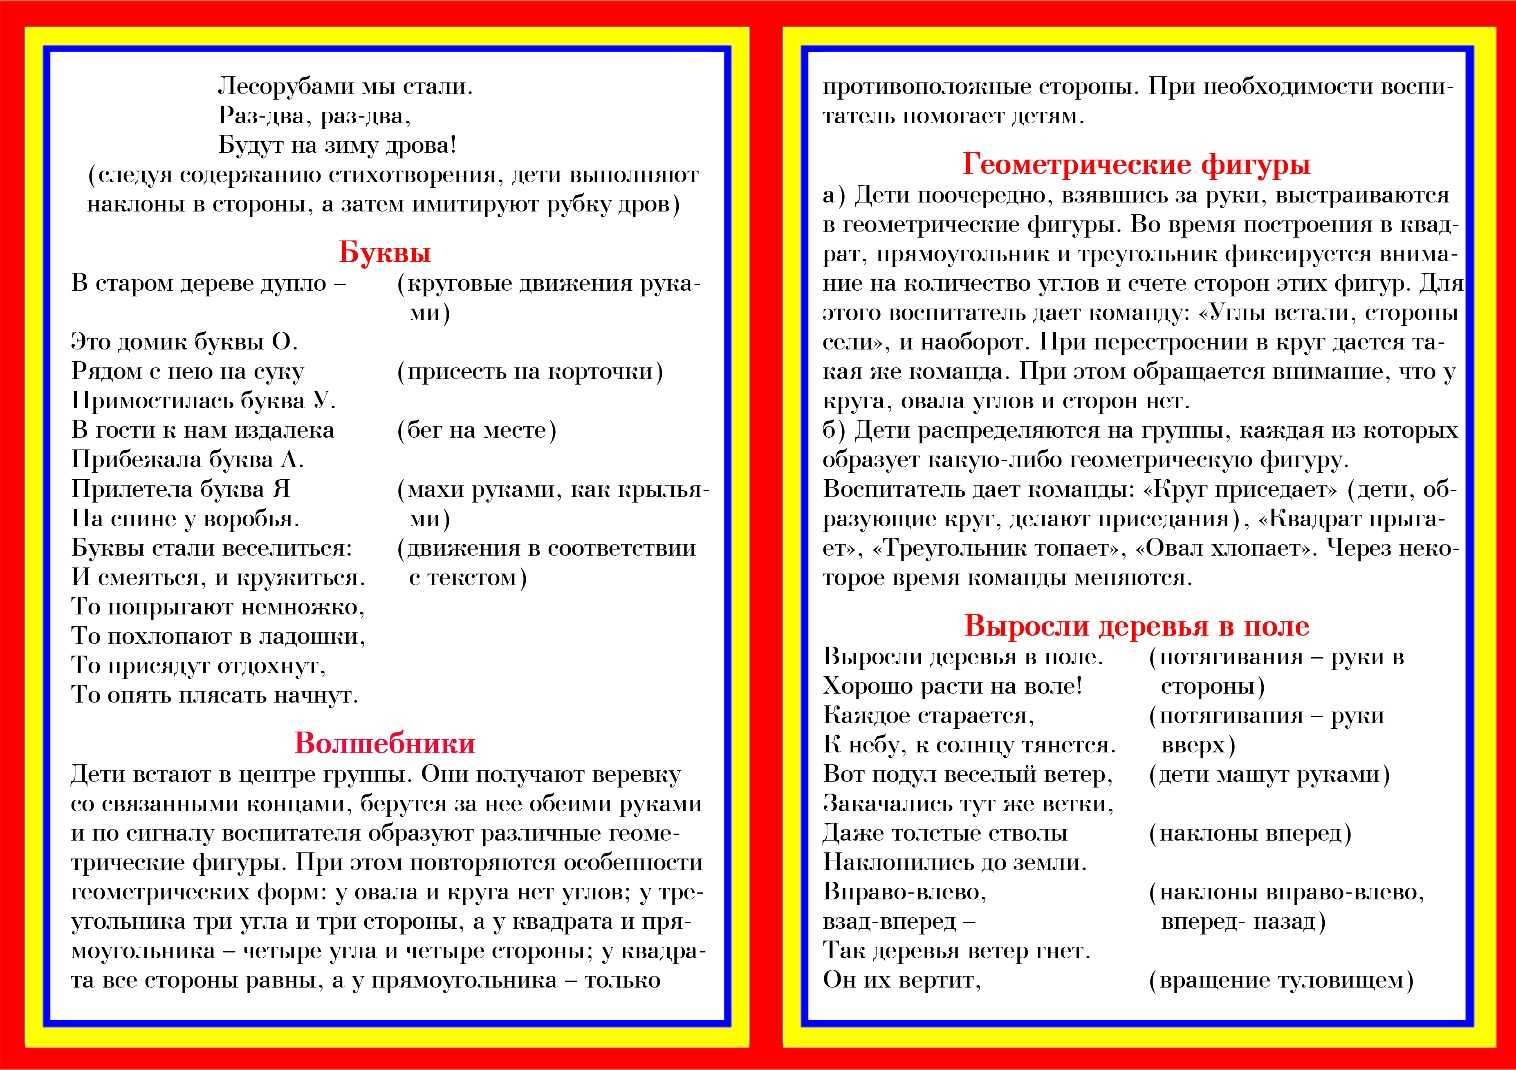 Лесорубами мы стали.
Раз-два, раз-два,
Будут на зиму дрова!
(следуя содержанию стихотворения, дети выполняют
наклоны в стороны, а затем имитируют рубку дров)
Буквы
В старом дереве дупло – (круговые движения рука-
ми)
Это домик буквы О.
Рядом с нею на суку (присесть на корточки)
Примостилась буква У.
В гости к нам издалека (бег на месте)
Прибежала буква А.
Прилетела буква Я (махи руками, как крылья-
На спине у воробья. ми)
Буквы стали веселиться: (движения в соответствии
И смеяться, и кружиться. с текстом)
То попрыгают немножко,
То похлопают в ладошки,
То присядут отдохнут,
То опять плясать начнут.
Волшебники
Дети встают в центре группы. Они получают веревку
со связанными концами, берутся за нее обеими руками
и по сигналу воспитателя образуют различные геоме-
трические фигуры. При этом повторяются особенности
геометрических форм: у овала и круга нет углов; у тре-
угольника три угла и три стороны, а у квадрата и пря-
моугольника – четыре угла и четыре стороны; у квадра-
та все стороны равны, а у прямоугольника – только
противоположные стороны. При необходимости воспи-
татель помогает детям.
Геометрические фигуры
а) Дети поочередно, взявшись за руки, выстраиваются
в геометрические фигуры. Во время построения в квад-
рат, прямоугольник и треугольник фиксируется внима-
ние на количество углов и счете сторон этих фигур. Для
этого воспитатель дает команду: «Углы встали, стороны
сели», и наоборот. При перестроении в круг дается та-
кая же команда. При этом обращается внимание, что у
круга, овала углов и сторон нет.
б) Дети распределяются на группы, каждая из которых
образует какую-либо геометрическую фигуру.
Воспитатель дает команды: «Круг приседает» (дети, об-
разующие круг, делают приседания), «Квадрат прыга-
ет», «Треугольник топает», «Овал хлопает». Через неко-
торое время команды меняются.
Выросли деревья в поле
Выросли деревья в поле. (потягивания – руки в
Хорошо расти на воле! стороны)
Каждое старается, (потягивания – руки
К небу, к солнцу тянется. вверх)
Вот подул веселый ветер, (дети машут руками)
Закачались тут же ветки,
Даже толстые стволы (наклоны вперед)
Наклонились до земли.
Вправо-влево, (наклоны вправо-влево,
взад-вперед – вперед- назад)
Так деревья ветер гнет.
Он их вертит, (вращение туловищем)